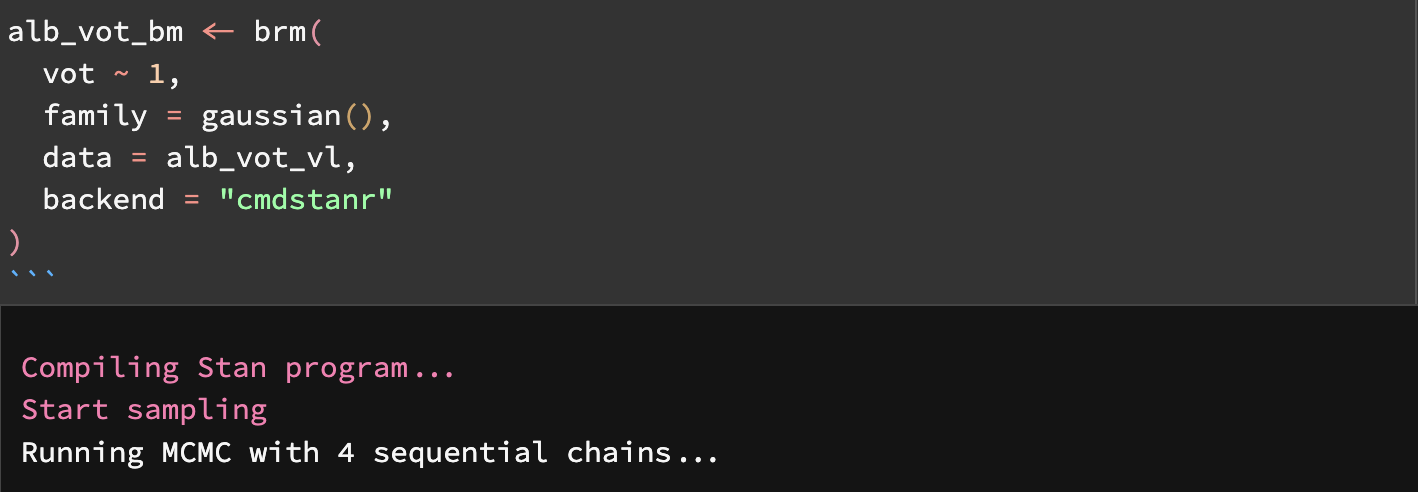 alb_vot_bm <- brm(
  vot ~ 1,
  family = gaussian(),
  data = alb_vot_vl,
  backend = "cmdstanr"
)
```
Compiling Stan program...
Start sampling
Running MCMC with 4 sequential chains...